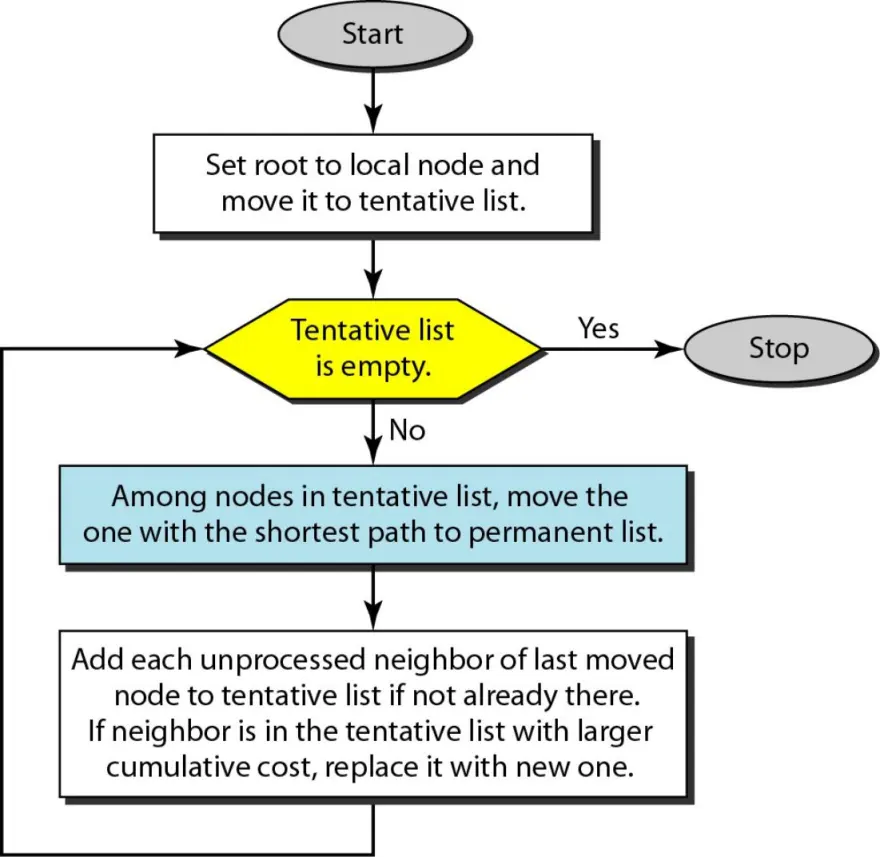 Start
Set root to local node and
move it to tentative list.
Tentative list
is empty.
Yes
Stop
No
Among nodes in tentative list, move the
one with the shortest path to permanent list.
Add each unprocessed neighbor of last moved
node to tentative list if not already there.
If neighbor is in the tentative list with larger
cumulative cost, replace it with new one.